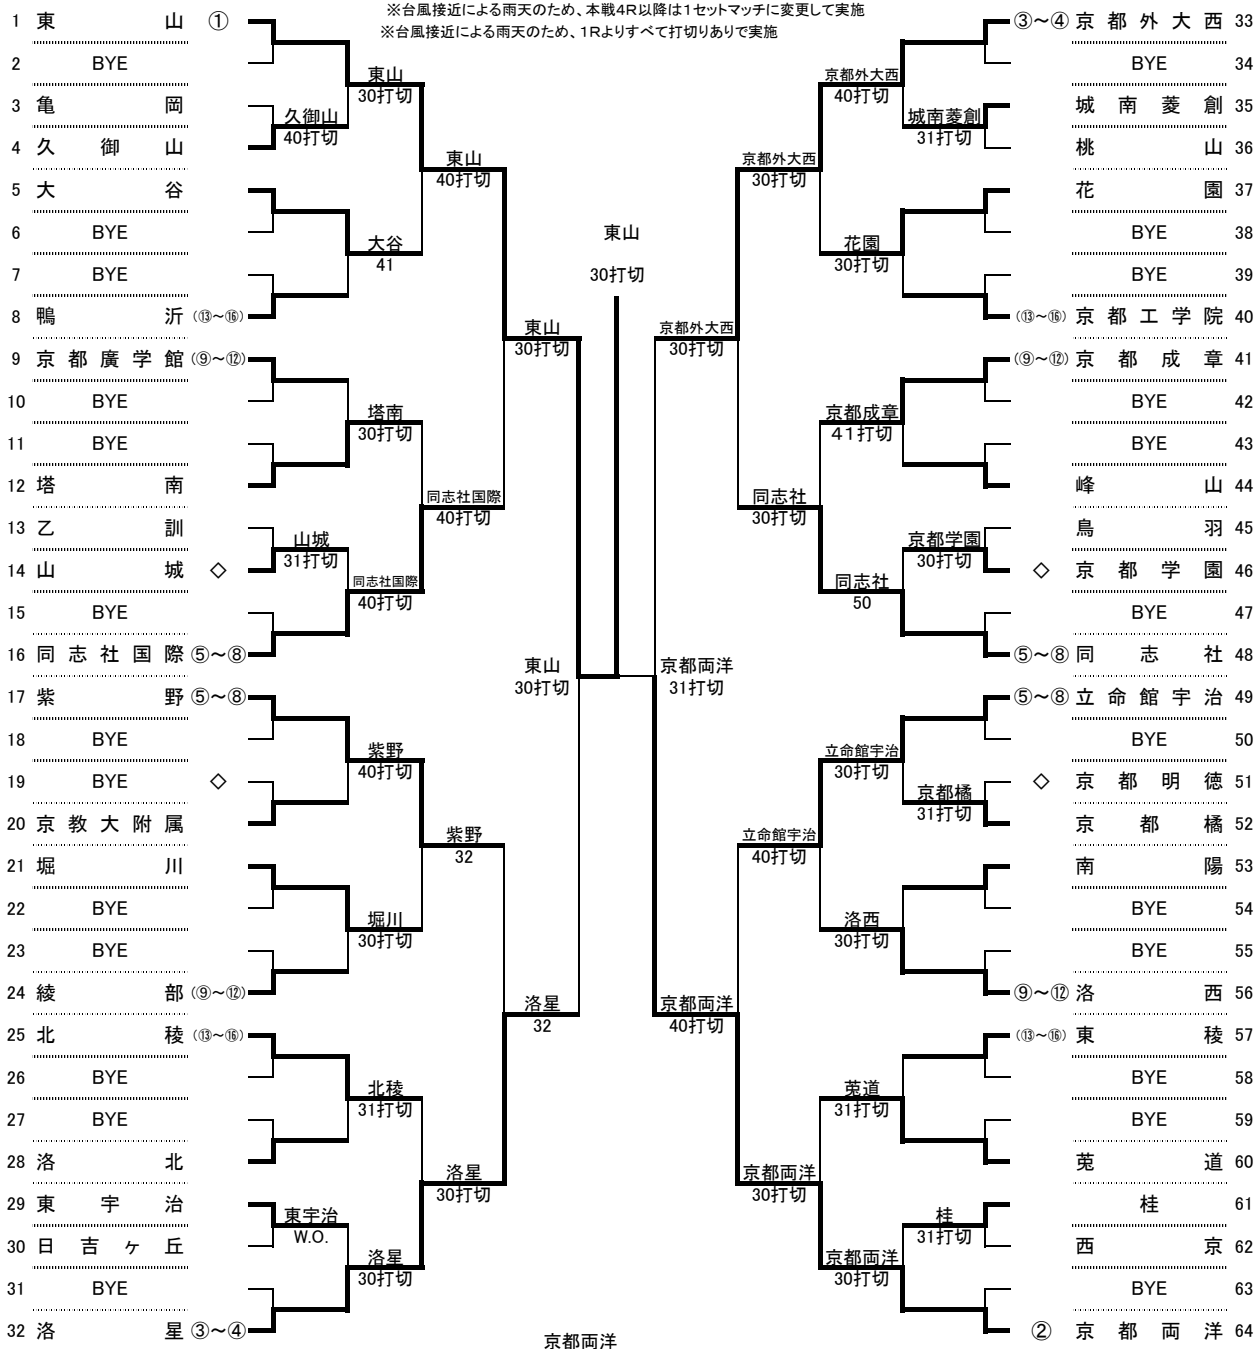 ※台風接近による雨天のため、本戦4R以降は1セットマッチに変更して実施
※台風接近による雨天のため、1Rよりすべて打切りありで実施
1 東山 ①
2 BYE
3 亀岡
4 久御山
5 大谷
6 BYE
7 BYE
8 鴨沂 (⑬~⑯)
9 京都廣学館 (⑨~⑫)
10 BYE
11 BYE
12 塔南
13 乙訓
14 山城 ◇
15 BYE
16 同志社国際 ⑤~⑧
17 紫野 ⑤~⑧
18 BYE
19 BYE ◇
20 京教大附属
21 堀川
22 BYE
23 BYE
24 綾部 (⑨~⑫)
25 北稜 (⑬~⑯)
26 BYE
27 BYE
28 洛北
29 東宇治
30 日吉ヶ丘
31 BYE
32 洛星 ③~④
久御山
40打切
山城
31打切
東宇治
W.O.
東山
30打切
大谷
41
塔南
30打切
同志社国際
40打切
紫野
40打切
堀川
30打切
北稜
31打切
洛星
30打切
東山
40打切
同志社国際
40打切
紫野
32
洛星
30打切
東山
30打切
洛星
32
東山
30打切
東山
30打切
京都両洋
31打切
京都外大西
30打切
京都両洋
40打切
京都外大西
30打切
同志社
30打切
立命館宇治
40打切
京都両洋
30打切
京都外大西
40打切
花園
30打切
京都成章
41打切
同志社
50
立命館宇治
30打切
洛西
30打切
莵道
31打切
京都両洋
30打切
城南菱創
31打切
京都学園
30打切
京都橘
31打切
桂
31打切
③~④ 京都外大西 33
BYE 34
城南菱創 35
桃山 36
花園 37
BYE 38
BYE 39
(⑬~⑯) 京都工学院 40
(⑨~⑫) 京都成章 41
BYE 42
BYE 43
峰山 44
鳥羽 45
◇ 京都学園 46
BYE 47
⑤~⑧ 同志社 48
⑤~⑧ 立命館宇治 49
BYE 50
◇ 京都明徳 51
京都橘 52
南陽 53
BYE 54
BYE 55
⑨~⑫ 洛西 56
(⑬~⑯) 東稜 57
BYE 58
BYE 59
莵道 60
桂 61
西京 62
BYE 63
② 京都両洋 64
京都両洋